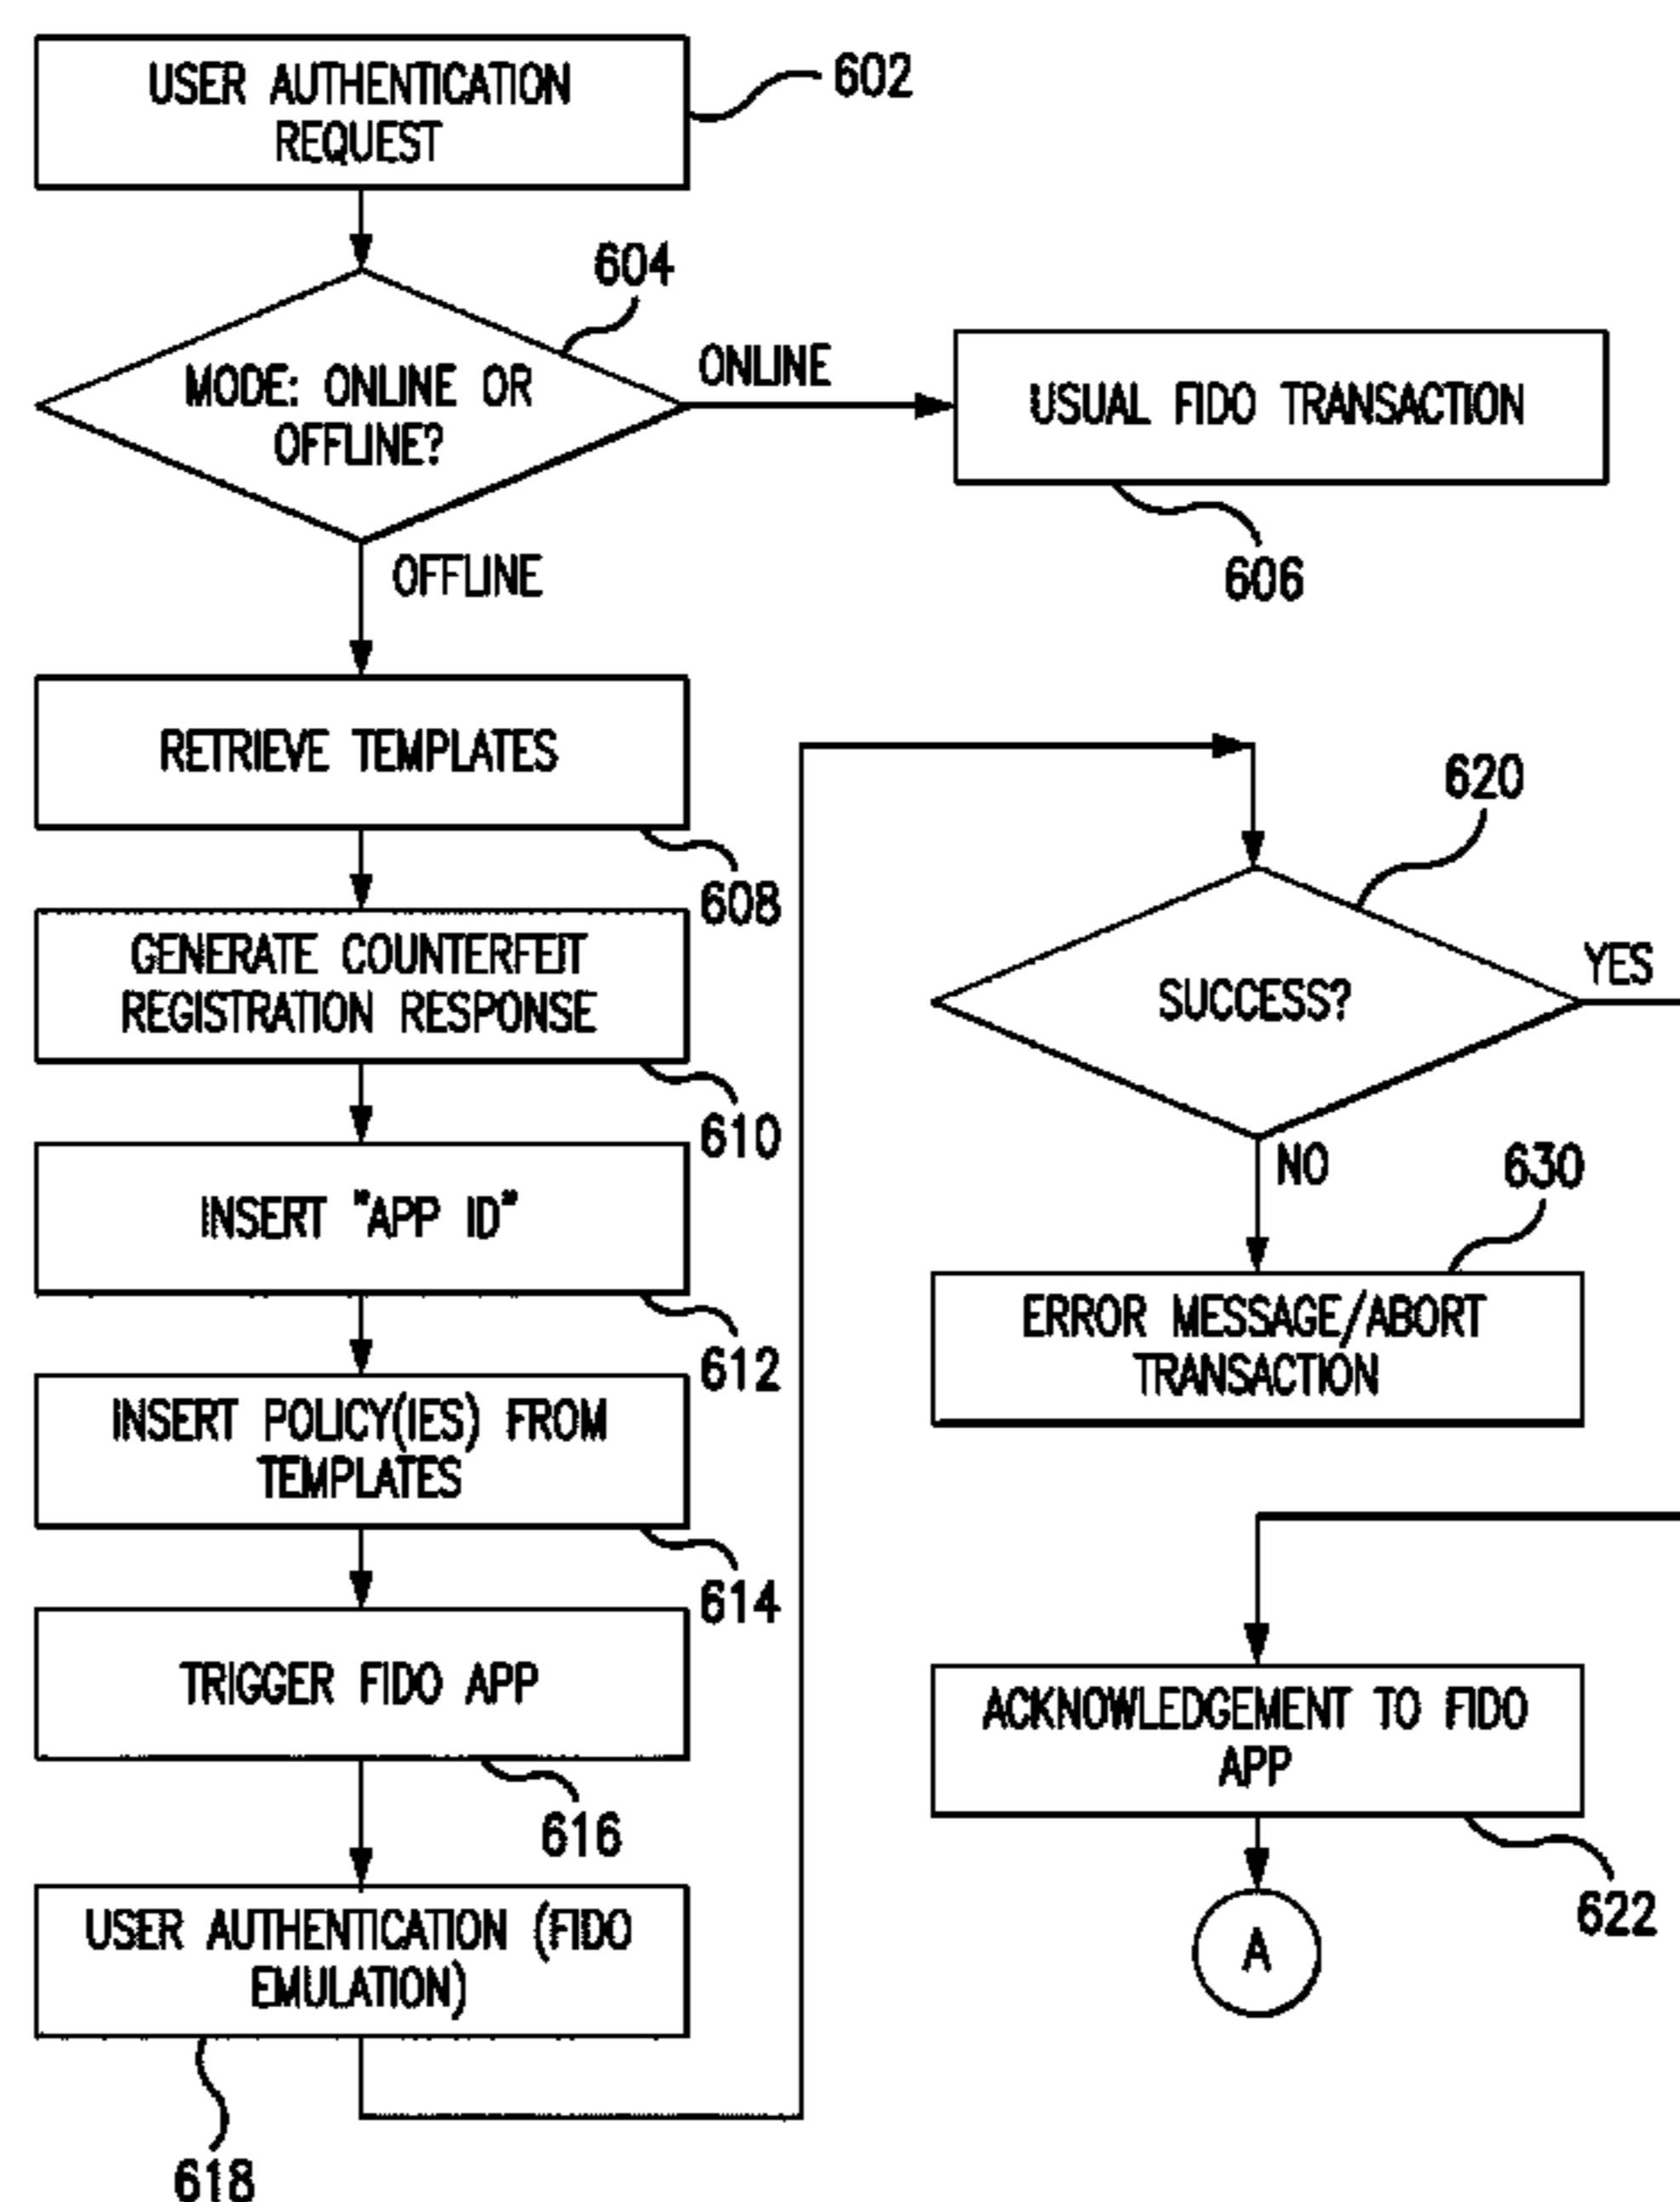 USER AUTHENTICATION
REQUEST
602
604
MODE: ONLINE OR
OFFLINE?
ONLINE
USUAL FIDO TRANSACTION
606
OFFLINE
RETRIEVE TEMPLATES
608
GENERATE COUNTERFEIT
REGISTRATION RESPONSE
610
INSERT "APP ID"
612
INSERT POLICY(IES) FROM
TEMPLATES
614
TRIGGER FIDO APP
616
USER AUTHENTICATION (FIDO
EMULATION)
618
620
SUCCESS?
YES
NO
630
ERROR MESSAGE/ABORT
TRANSACTION
ACKNOWLEDGEMENT TO FIDO
APP
622
A